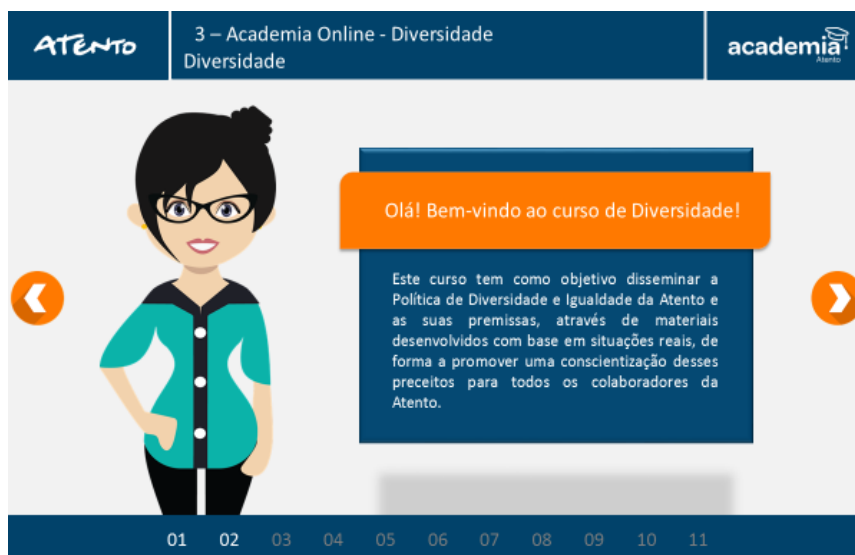 ATENTO
3 – Academia Online - Diversidade
Diversidade
academia
Atento
Olá! Bem-vindo ao curso de Diversidade!
Este curso tem como objetivo disseminar a
Política de Diversidade e Igualdade da Atento e
as suas premissas, através de materiais
desenvolvidos com base em situações reais, de
forma a promover uma conscientização desses
preceitos para todos os colaboradores da
Atento.
01 02 03 04 05 06 07 08 09 10 11